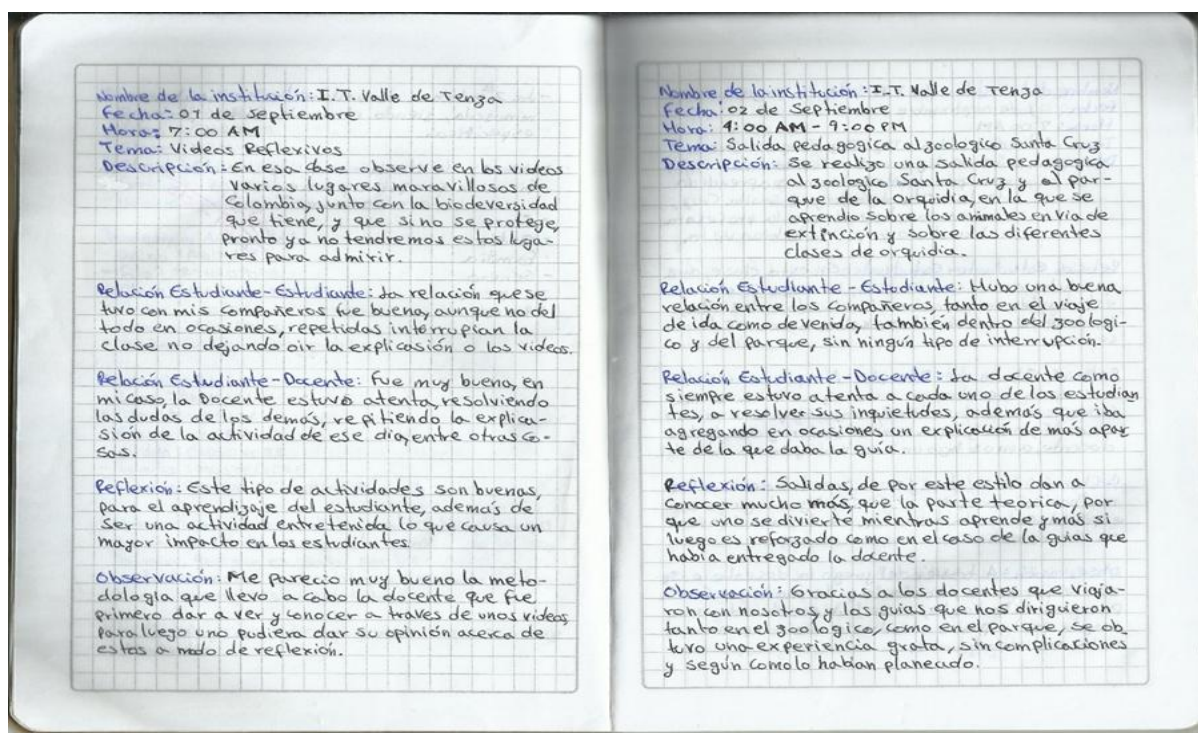 Nombre de la institución: I.T. Valle de Tenza
Fecha: 01 de septiembre
Hora: 7:00 AM
Tema: Videos Reflexivos
Descripción: En esa clase observe en los videos
varios lugares maravillosos de
Colombia, junto con la biodeversidad
que tiene, y que si no se protege,
pronto ya no tendremos estos luga-
res para admirir.
Relación Estudiante-Estudiante: La relación que se
tuvo con mis compañeros fue buena, aunque no del
todo en ocasiones, repetidas interrupían la
clase no dejando oir la explicasión o los videos.
Relación Estudiante-Docente: Fue muy buena, en
mi caso, la Docente estuvo atenta, resolviendo
las dudas de los demás, repitiendo la explica-
sión de la actividad de ese dia, entre otras co-
sas.
Reflexión: Este tipo de actividades son buenas,
para el aprendizaje del estudiante, además de
ser una actividad entretenida lo que causa un
mayor impacto en los estudiantes.
Observación: Me parecio muy bueno la meto-
dologia que llevo a cabo la docente que fue
primero dar a ver y conocer a traves de unos videos,
para luego uno pudiera dar su opinión acerca de
estos a modo de reflexión.
Nombre de la institución: I.T. Valle de Tenza
Fecha: 02 de Septiembre
Hora: 4:00 AM - 9:00 PM
Tema: Salida pedagogica al zoologico Santa Cruz
Descripción: Se realizo una salida pedagogica
al zoologico Santa Cruz y al par-
que de la orquidia, en la que se
aprendio sobre los animales en via de
extinción y sobre las diferentes
clases de orquidia.
Relación Estudiante - Estudiante: Hubo una buena
relación entre los compañeros, tanto en el viaje
de ida como de venida, también dentro del zoologi-
co y del parque, sin ningún tipo de interrupción.
Relación Estudiante - Docente: La docente como
siempre estuvo atenta a cada uno de los estudian
tes, a resolver sus inquietudes, además que iba
agregando en ocasiones un explicación de más apar
te de la que daba la guía.
Reflexión: Salidas, de por este estilo dan a
conocer mucho más, que la parte teorica, por
que uno se divierte mientras aprende y más si
luego es reforzado como en el caso de la guias que
habia entregado la docente.
Observación: Gracias a los docentes que viaja-
ron con nosotros y los guias que nos dirigueron
tanto en el zoologico, como en el parque, se ob
tuvo una experiencia grata, sin complicaciones
y según como lo habian planeado.